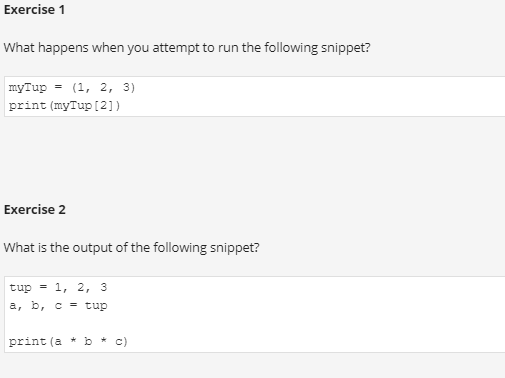 Exercise 1
What happens when you attempt to run the following snippet?
myTup = (1, 2, 3)
print(myTup[2])
Exercise 2
What is the output of the following snippet?
tup = 1, 2, 3
a, b, c = tup
print(a * b * c)